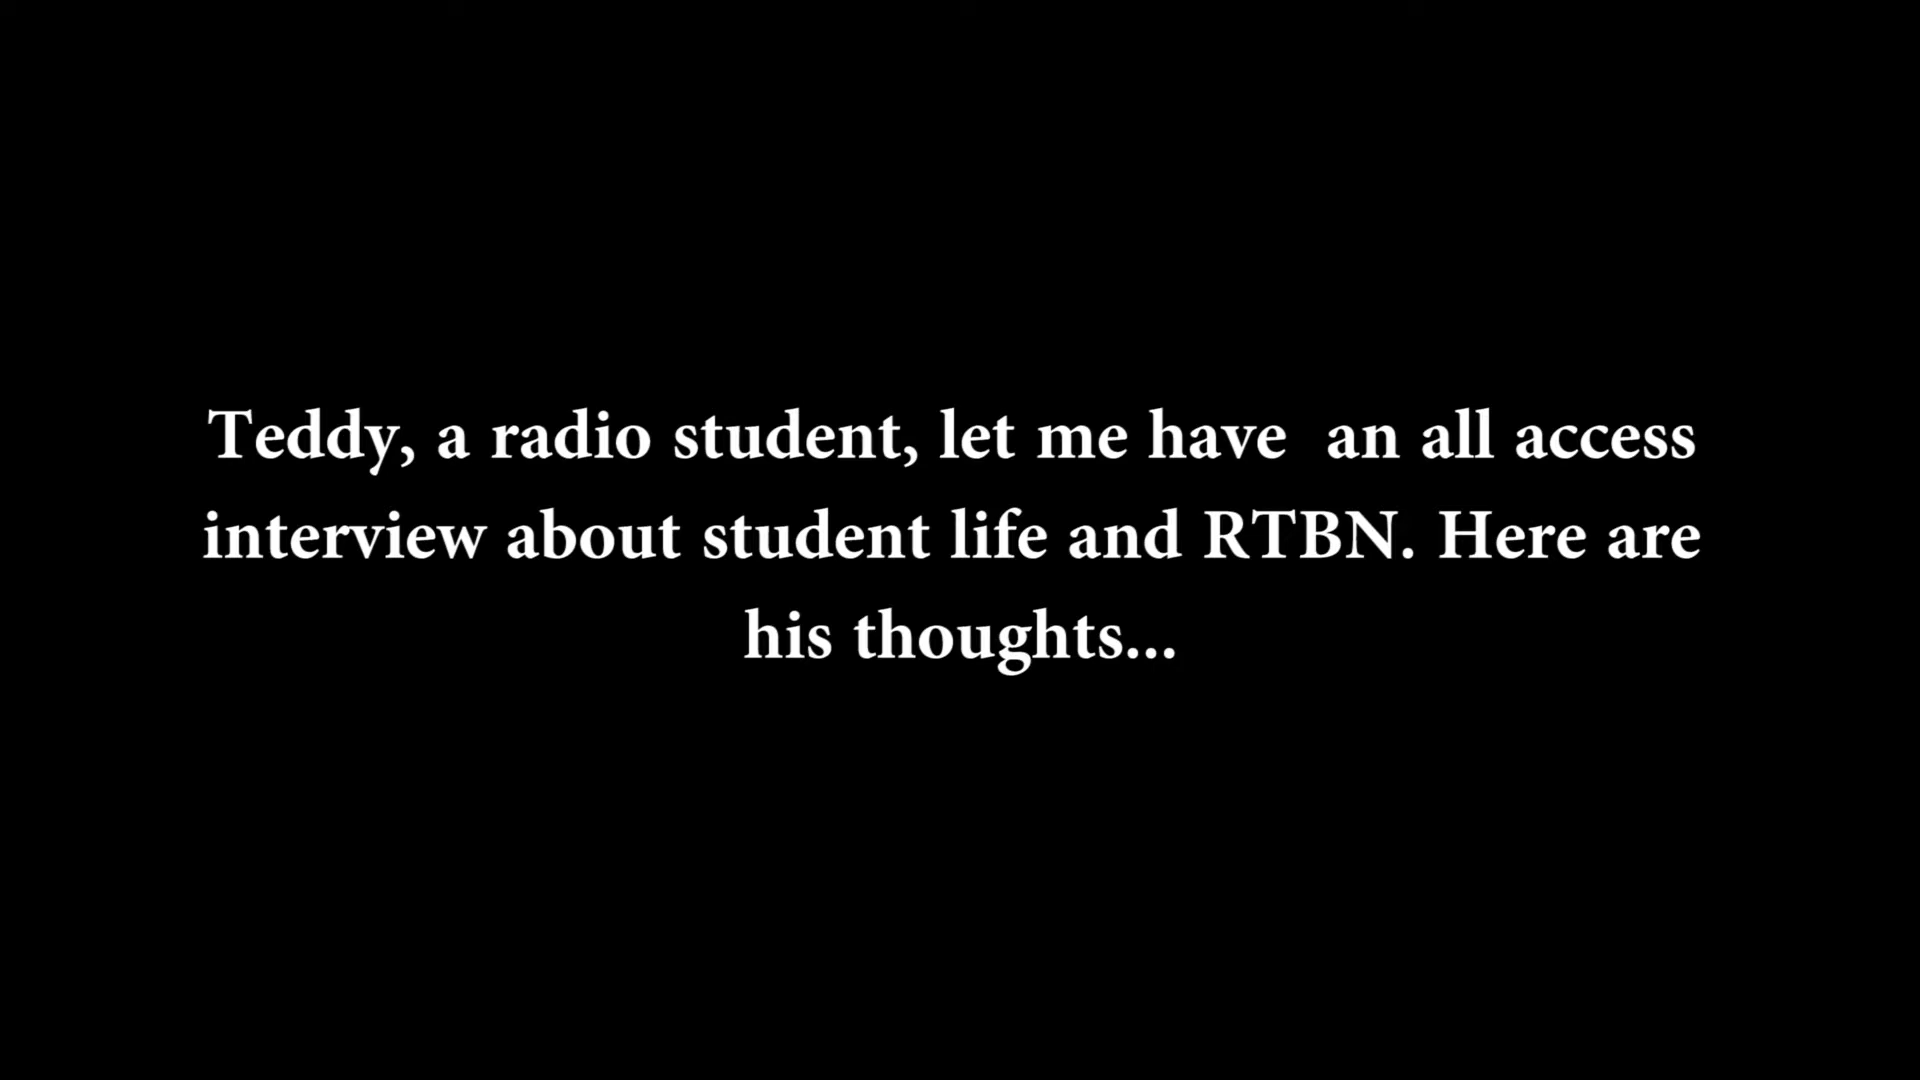 Teddy, a radio student, let me have  an all access
interview about student life and RTBN. Here are
his thoughts...